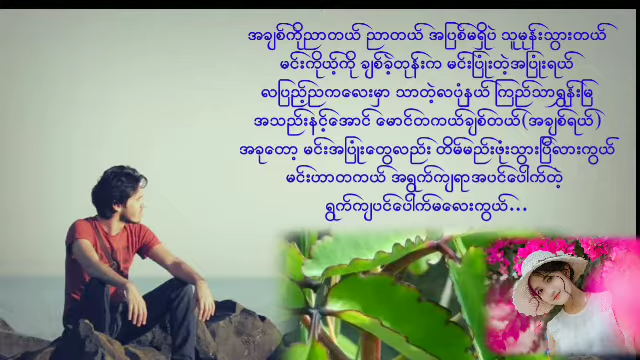 အချစ်ကိုညာတယ် ညာတယ် အပြစ်မရှိပဲ သူမုန်းသွားတယ်
မင်းကိုယ့်ကို ချစ်ခဲ့တုန်းက မင်းပြုံးတဲ့အပြုံးရယ်
လပြည့်ညကလေးမှာ သာတဲ့လပုံနှယ် ကြည်သာရွှန်းမြ
အသည်းနင့်အောင် မောင်တကယ်ချစ်တယ်(အချစ်ရယ်)
အခုတော့ မင်းအပြုံးတွေလည်း တိမ်မည်းဖုံးသွားပြီလားကွယ်
မင်းဟာတကယ် အရွက်ကျရာအပင်ပေါက်တဲ့
ရွက်ကျပင်ပေါက်မလေးကွယ်...